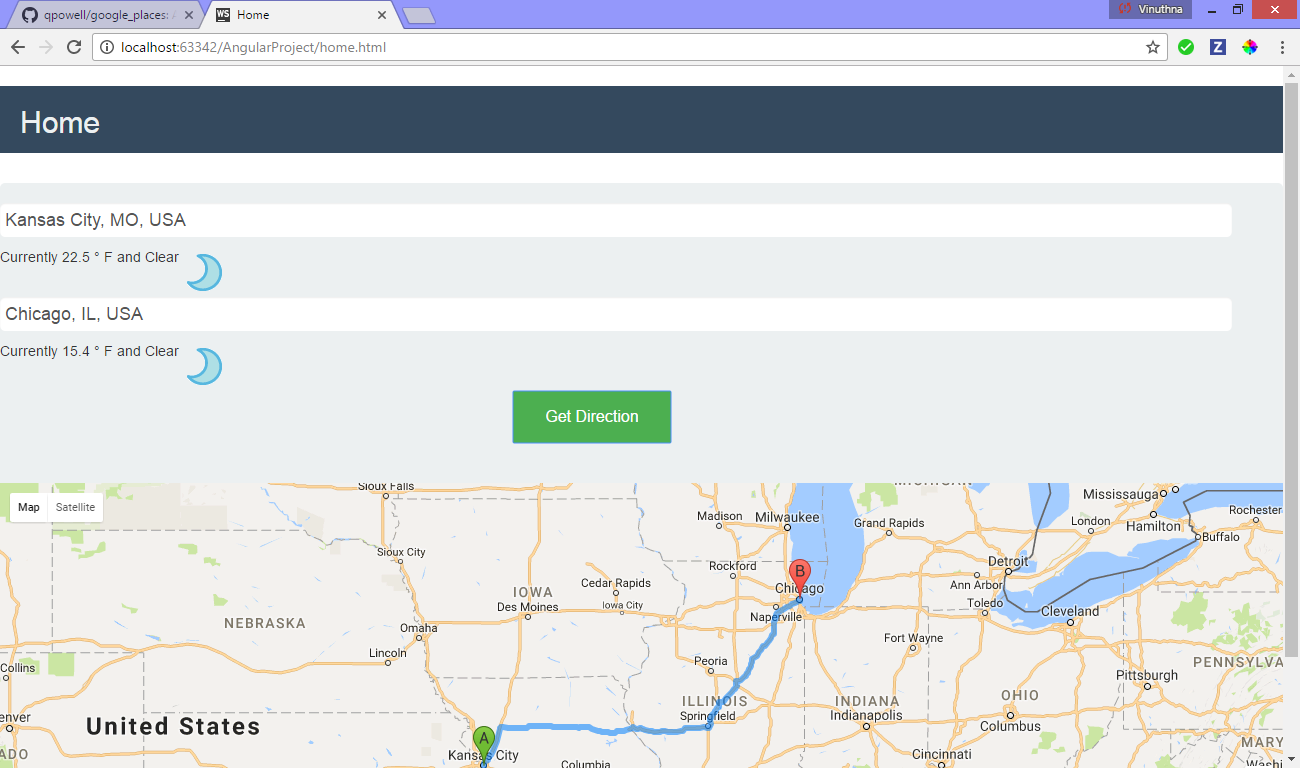 qpowell/google_places: A
WS Home
Vinuthna
localhost:63342/AngularProject/home.html
Z
Home
Kansas City, MO, USA
Currently 22.5 ° F and Clear
Chicago, IL, USA
Currently 15.4 ° F and Clear
Get Direction
Map Satellite
Sioux Falls
MICHIGAN
Mississauga
Madison
Milwaukee
Grand Rapids
London
Hamilton
Rochester
Buffalo
Sioux City
Rockford
Detroit
B
Chicago
Ann Arbor
Cedar Rapids
IOWA
Iowa City
Des Moines
Toledo
Cleveland
Naperville
NEBRASKA
Omaha
Fort Wayne
Lincoln
Peoria
Collins
PENNSYLVA
Pittsburgh
ILLINOIS
INDIANA
OHIO
Springfield
Indianapolis
Columbus
enver
United States
A
Kansas City
Columbia
Cincinnati
ADO
MARY
Washi